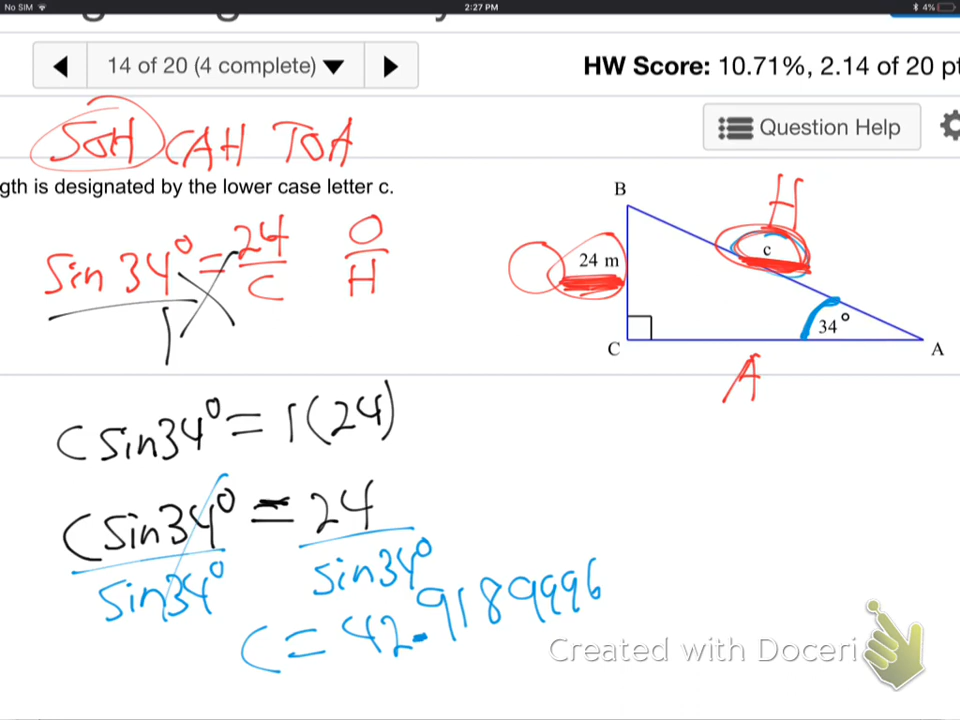 No SIM 2:27 PM 4%
14 of 20 (4 complete) HW Score: 10.71%, 2.14 of 20 pt
SOH CAH TOA
Question Help
gth is designated by the lower case letter c.
B
H
sin 34° = 24/C O/H
1
O 24 m c
34°
C A
A
C sin34° = 1(24)
C sin34° = 24
sin34° sin34°
C = 42.9189996
Created with Doceri